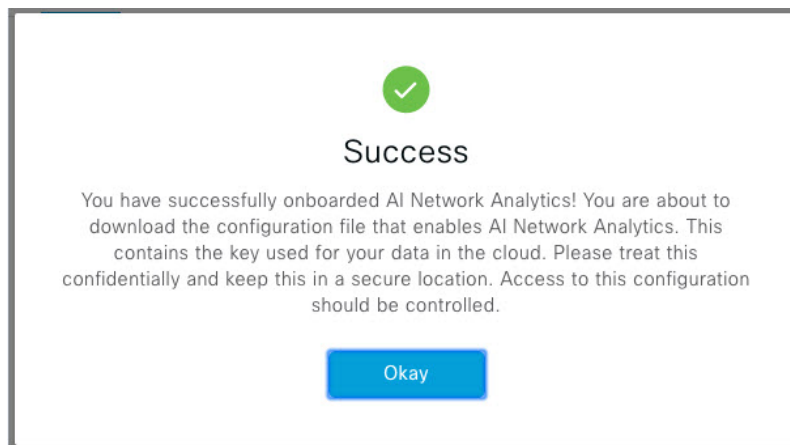 Success
You have successfully onboarded AI Network Analytics! You are about to
download the configuration file that enables AI Network Analytics. This
contains the key used for your data in the cloud. Please treat this
confidentially and keep this in a secure location. Access to this configuration
should be controlled.
Okay